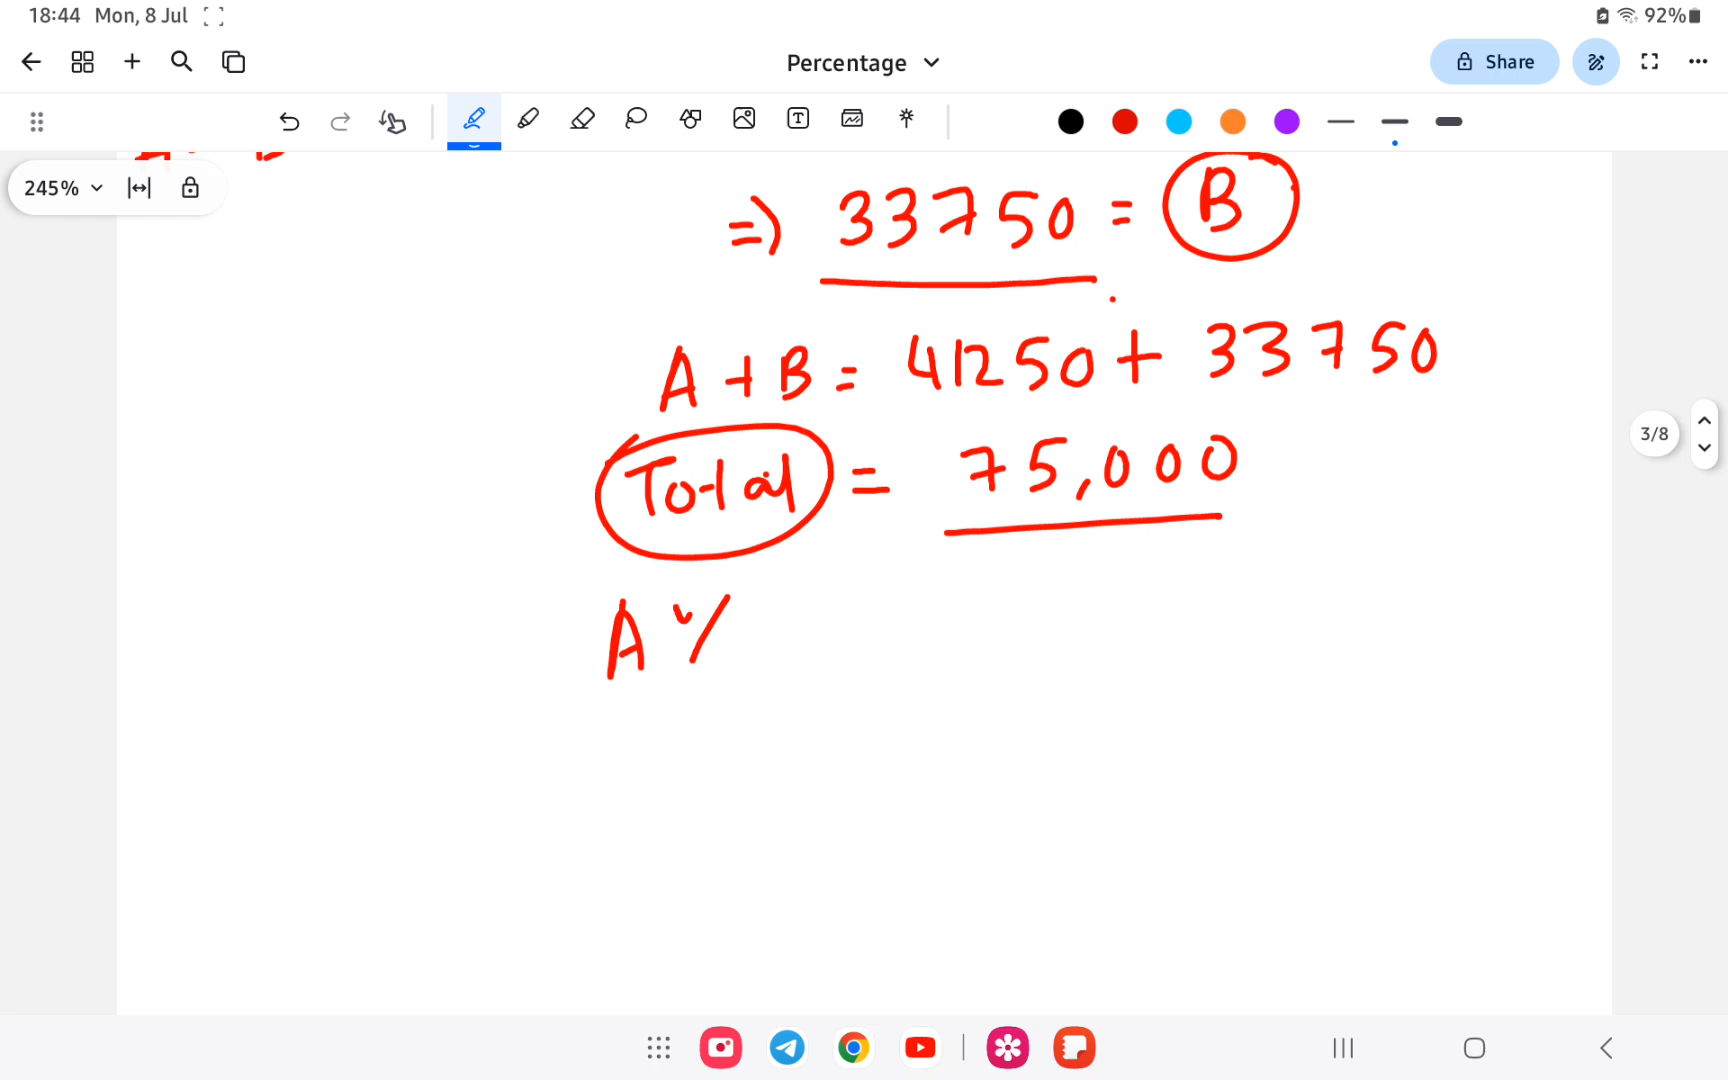 18:44 Mon, 8 Jul 92%
Percentage
Share
245%
=) 33750 = B
A + B = 41250 + 33750
Total = 75,000
3/8
A %